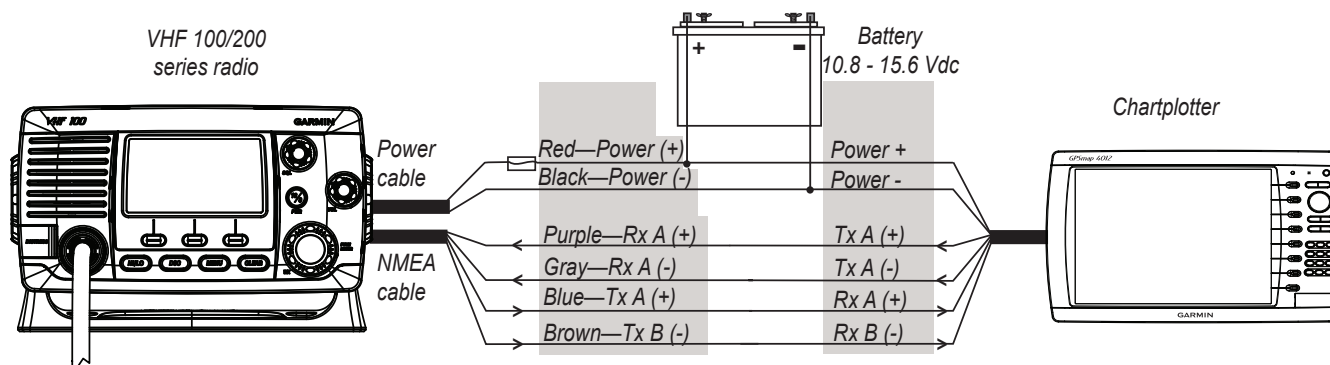 VHF 100/200
series radio
Battery
10.8 - 15.6 Vdc
Chartplotter
VHF 100
GARMIN
Power
cable
NMEA
cable
+
-
Red—Power (+)
Power +
Black—Power (-)
Power -
Purple—Rx A (+)
Tx A (+)
Gray—Rx A (-)
Tx A (-)
Blue—Tx A (+)
Rx A (+)
Brown—Tx B (-)
Rx B (-)
GPSmap 4012
GARMIN